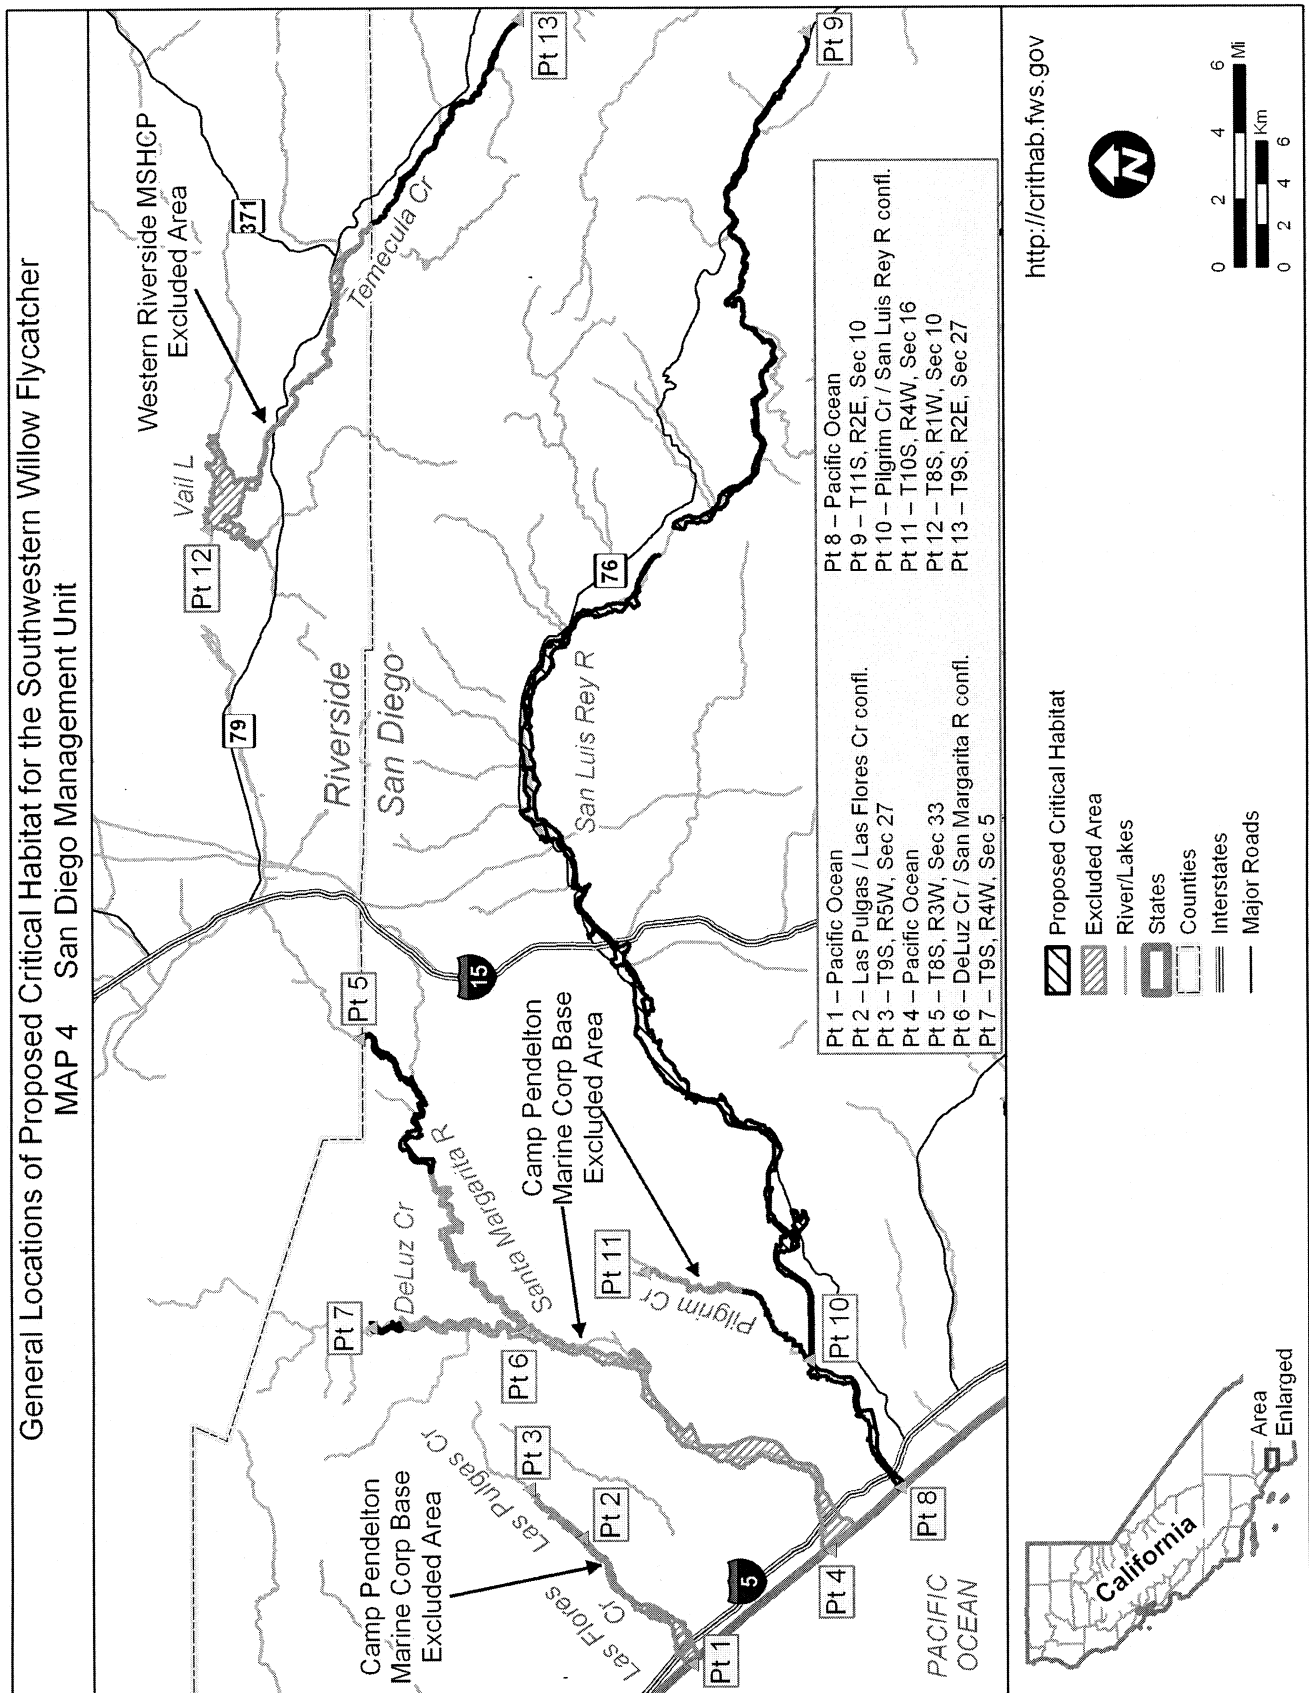 General Locations of Proposed Critical Habitat for the Southwestern Willow Flycatcher
MAP 4 San Diego Management Unit
Western Riverside MSHCP
Excluded Area
371
Vail L
Pt 12
79
Temecula Cr
Pt 13
Riverside
San Diego
Pt 5
15
Pt 7
DeLuz Cr
Santa Margarita R
Pt 6
Camp Pendelton
Marine Corp Base
Excluded Area
Las Pulgas Cr
Pt 3
Pt 2
Las Flores
Cr
Pt 1
5
Pt 4
Camp Pendelton
Marine Corp Base
Excluded Area
Pt 11
Pilgrim Cr
Pt 10
Pt 8
76
San Luis Rey R
Pt 9
PACIFIC
OCEAN
Pt 1 – Pacific Ocean
Pt 2 – Las Pulgas / Las Flores Cr confl.
Pt 3 – T9S, R5W, Sec 27
Pt 4 – Pacific Ocean
Pt 5 – T8S, R3W, Sec 33
Pt 6 – DeLuz Cr / San Margarita R confl.
Pt 7 – T9S, R4W, Sec 5
Pt 8 – Pacific Ocean
Pt 9 – T11S, R2E, Sec 10
Pt 10 – Pilgrim Cr / San Luis Rey R confl.
Pt 11 – T10S, R4W, Sec 16
Pt 12 – T8S, R1W, Sec 10
Pt 13 – T9S, R2E, Sec 27
California
Area
Enlarged
Proposed Critical Habitat
Excluded Area
River/Lakes
States
Counties
Interstates
Major Roads
http://crithab.fws.gov
N
0 2 4 6
Mi
Km
0 2 4 6